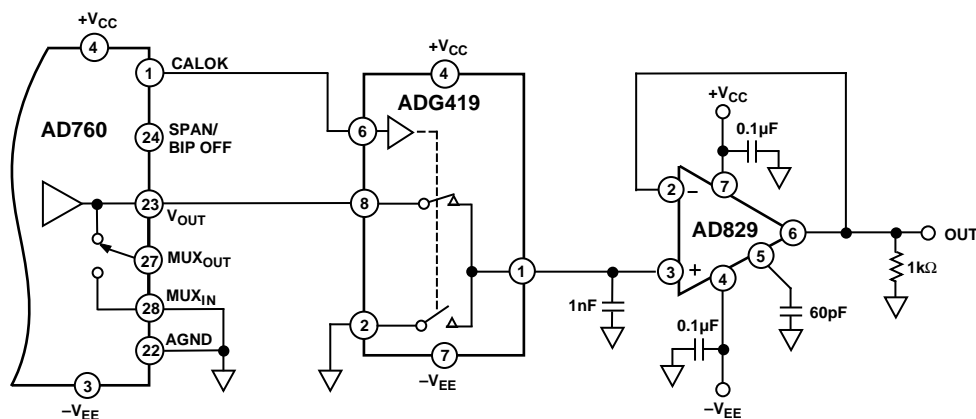 +VCC
4
1
CALOK
AD760
24
SPAN/
BIP OFF
23
VOUT
27
MUXOUT
28
MUXIN
22
AGND
3
–VEE
+VCC
4
ADG419
6
8
1
2
7
–VEE
1nF
+VCC
0.1µF
7
2
–
AD829
6
OUT
5
3
+
4
1kΩ
60pF
0.1µF
–VEE